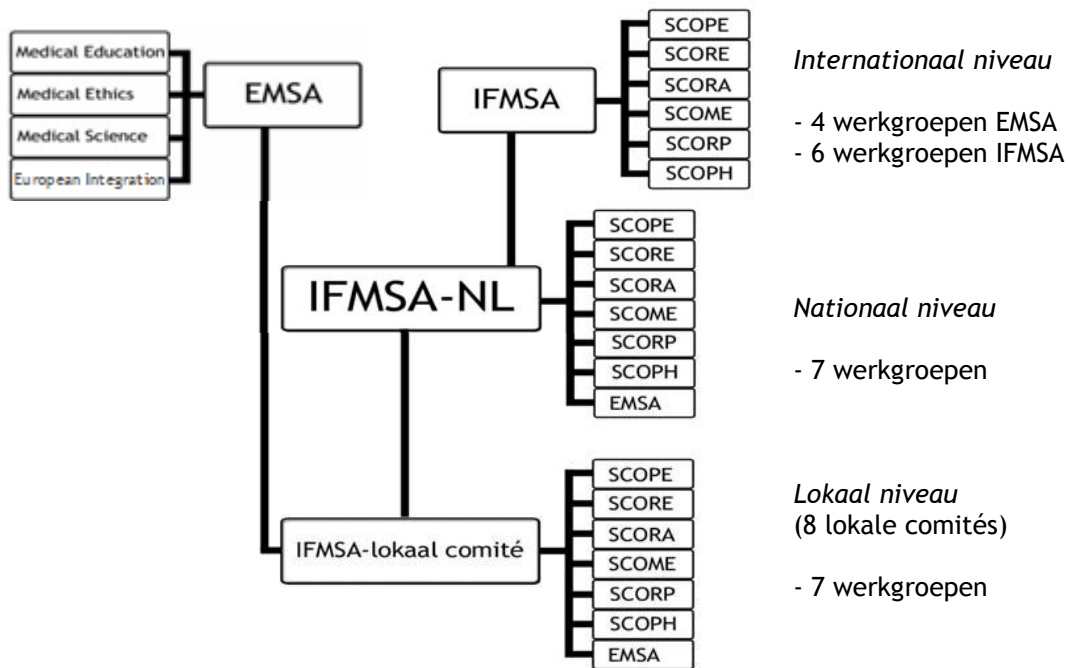 Medical Education
Medical Ethics
Medical Science
European Integration
EMSA
IFMSA
SCOPE
SCORE
SCORA
SCOME
SCORP
SCOPH
Internationaal niveau
- 4 werkgroepen EMSA
- 6 werkgroepen IFMSA
IFMSA-NL
SCOPE
SCORE
SCORA
SCOME
SCORP
SCOPH
EMSA
Nationaal niveau
- 7 werkgroepen
IFMSA-lokaal comité
SCOPE
SCORE
SCORA
SCOME
SCORP
SCOPH
EMSA
Lokaal niveau
(8 lokale comités)
- 7 werkgroepen